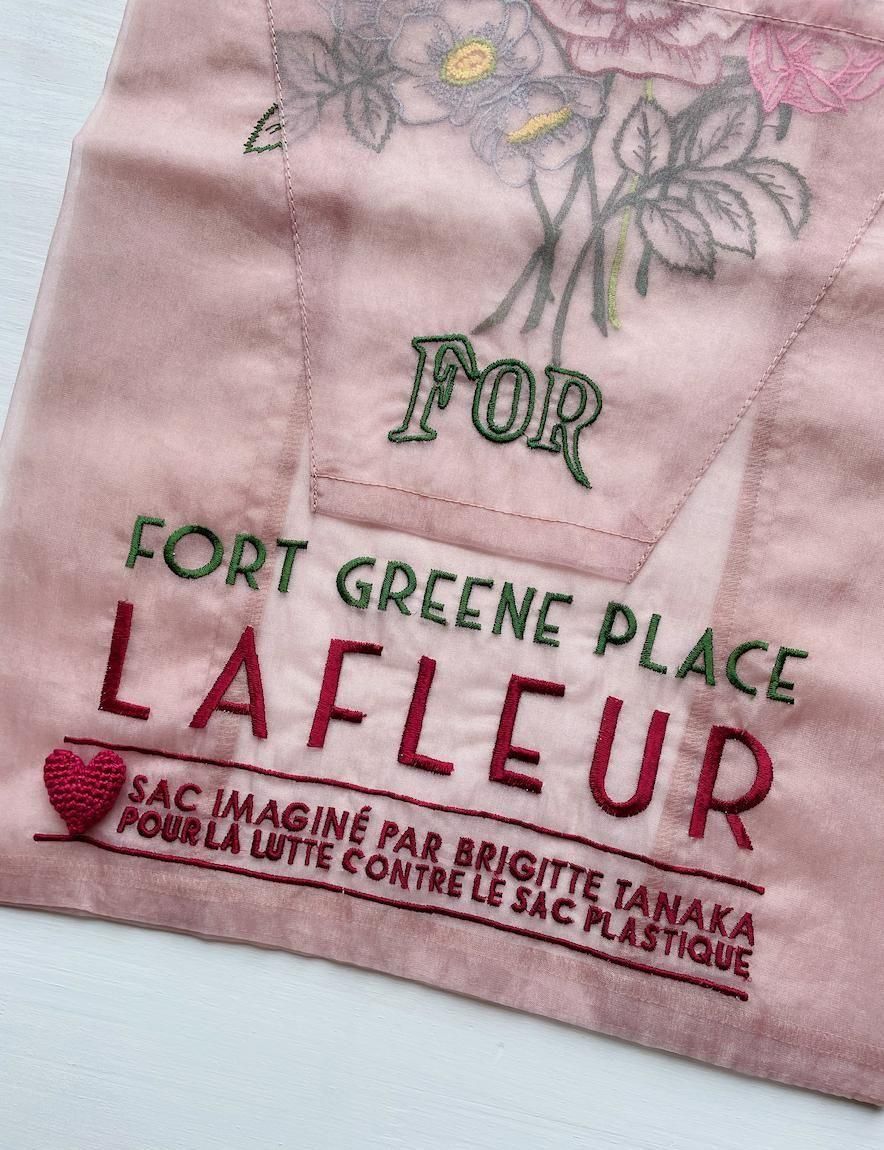 FOR
FORT GREENE PLACE
LAFLEUR
SAC IMAGINÉ PAR BRIGITTE TANAKA
POUR LA LUTTE CONTRE LE SAC PLASTIQUE